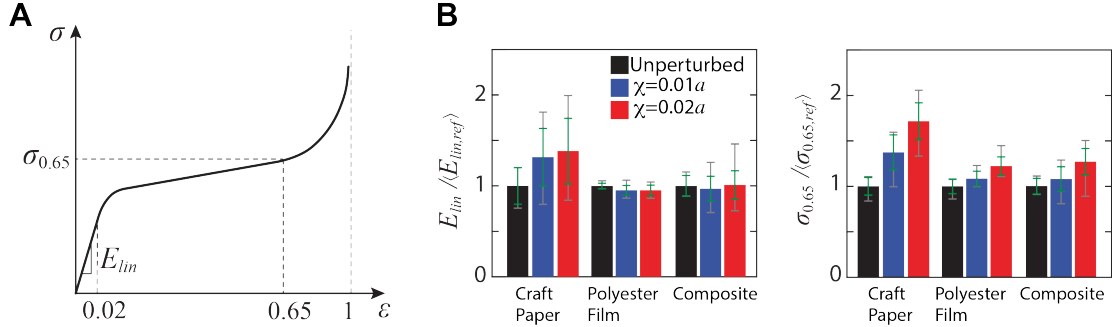 A
σ
σ0.65
Elin
0.02
0.65
1
ε
B
Elin /⟨Elin,ref⟩
2
1
0
Unperturbed
χ=0.01a
χ=0.02a
Craft
Paper
Polyester
Film
Composite
σ0.65 /⟨σ0.65,ref⟩
2
1
0
Craft
Paper
Polyester
Film
Composite